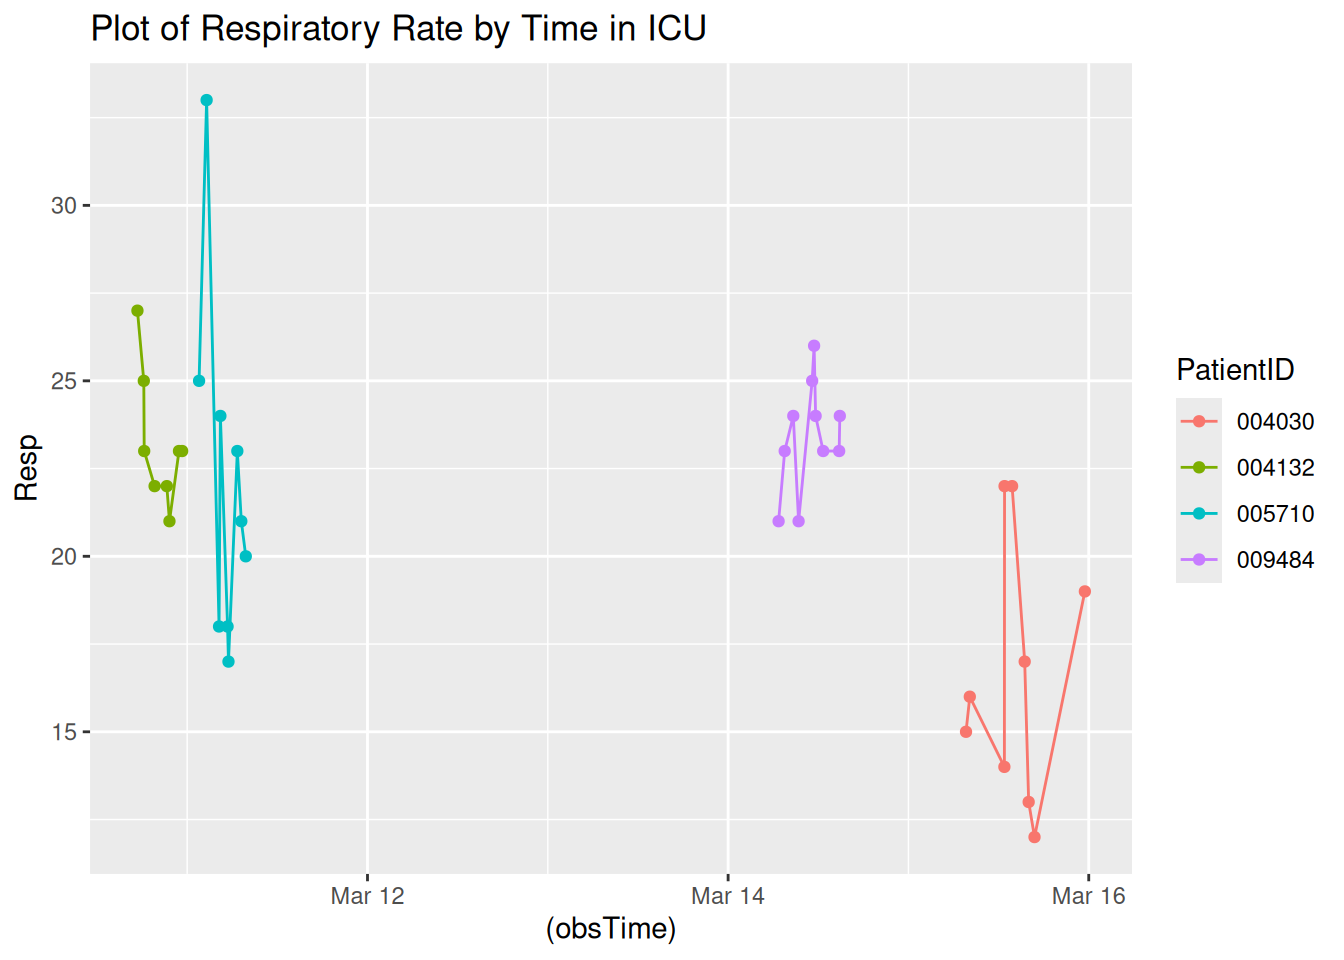 Plot of Respiratory Rate by Time in ICU
30
25
20
15
Resp
Mar 12
Mar 14
Mar 16
(obsTime)
PatientID
004030
004132
005710
009484